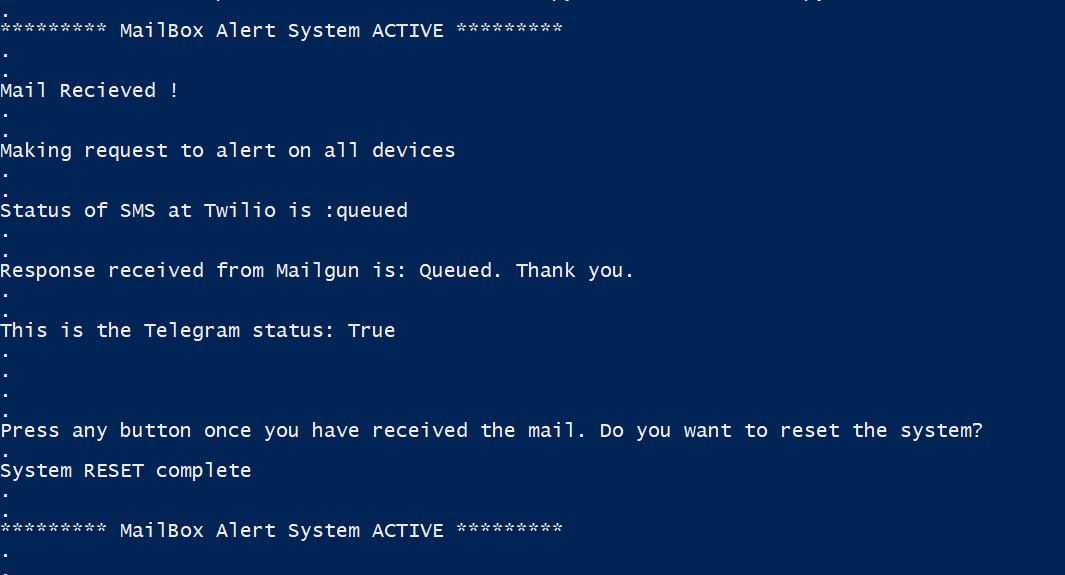 .
********* MailBox Alert System ACTIVE *********
.
.
Mail Recieved !
.
.
Making request to alert on all devices
.
.
Status of SMS at Twilio is :queued
.
.
Response received from Mailgun is: Queued. Thank you.
.
.
This is the Telegram status: True
.
.
.
.
Press any button once you have received the mail. Do you want to reset the system?
.
System RESET complete
.
.
********* MailBox Alert System ACTIVE *********
.
.